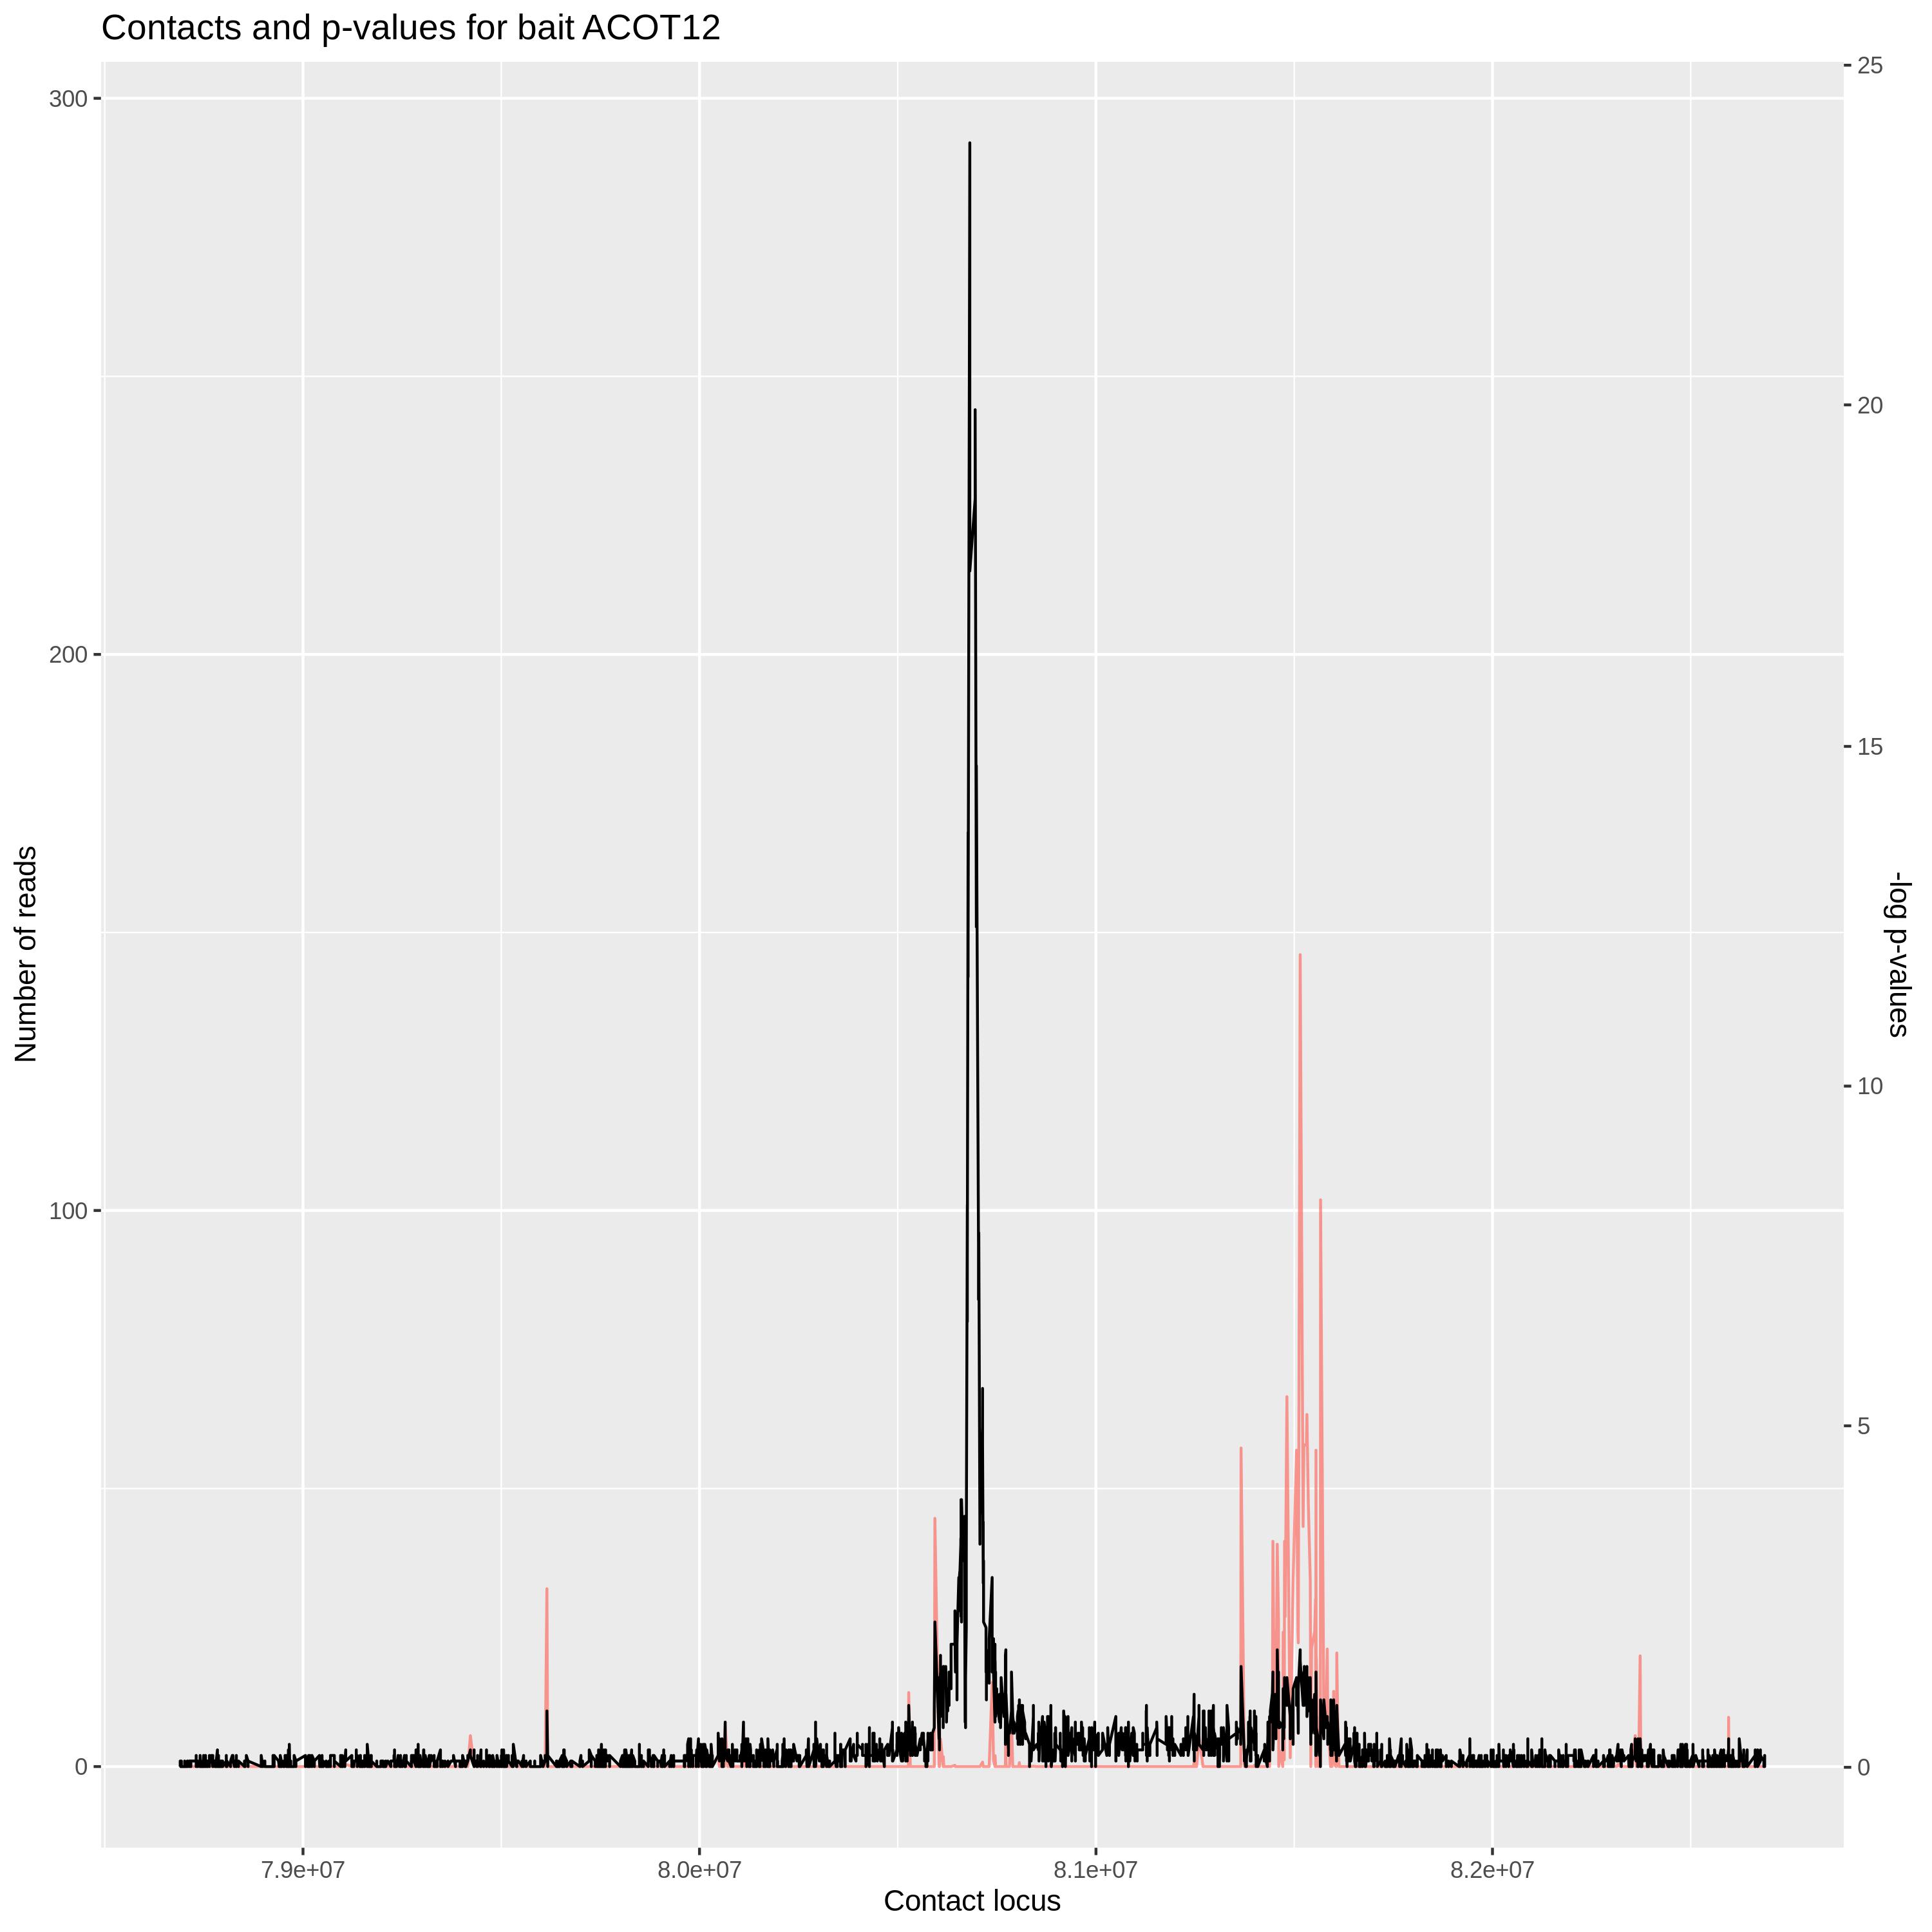 Contacts and p-values for bait ACOT12
300
200
100
0
Number of reads
25
20
15
10
5
0
-log p-values
7.9e+07
8.0e+07
8.1e+07
8.2e+07
Contact locus